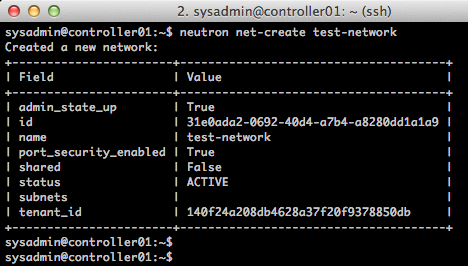 2. sysadmin@controller01: ~ (ssh)
sysadmin@controller01:~$ neutron net-create test-network
Created a new network:
+-----------------------+--------------------------------------+
| Field                 | Value                                |
+-----------------------+--------------------------------------+
| admin_state_up        | True                                 |
| id                    | 31e0ada2-0692-40d4-a7b4-a8280dd1a1a9 |
| name                  | test-network                         |
| port_security_enabled | True                                 |
| shared                | False                                |
| status                | ACTIVE                               |
| subnets               |                                      |
| tenant_id             | 140f24a208db4628a37f20f9378850db     |
+-----------------------+--------------------------------------+
sysadmin@controller01:~$
sysadmin@controller01:~$